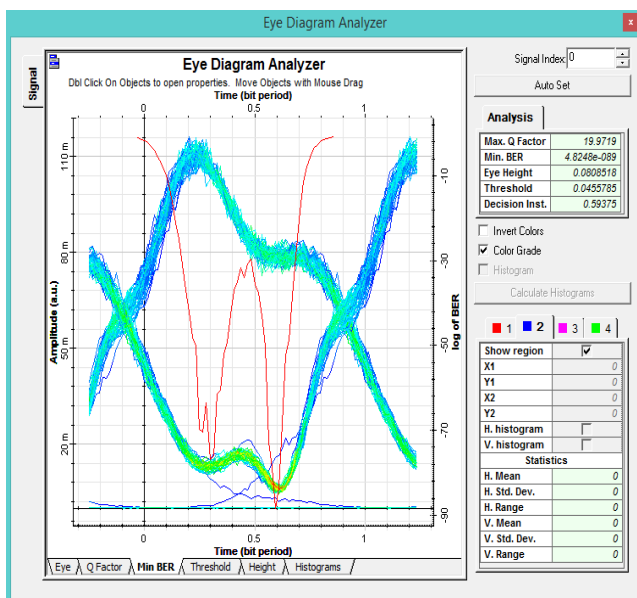 Eye Diagram Analyzer
x
Signal
Eye Diagram Analyzer
Dbl Click On Objects to open properties. Move Objects with Mouse Drag
Time (bit period)
0 0.5 1
Amplitude (a.u.)
110 m
80 m
50 m
20 m
log of BER
-10
-30
-50
-70
-90
0 0.5 1
Time (bit period)
Eye Q Factor Min BER Threshold Height Histograms
Signal Index 0
Auto Set
Analysis
Max. Q Factor 19.9719
Min. BER 4.8248e-089
Eye Height 0.0808518
Threshold 0.0455785
Decision Inst. 0.59375
Invert Colors
Color Grade
Histogram
Calculate Histograms
1 2 3 4
Show region
X1 0
Y1 0
X2 0
Y2 0
H. histogram
V. histogram
Statistics
H. Mean 0
H. Std. Dev. 0
H. Range 0
V. Mean 0
V. Std. Dev. 0
V. Range 0